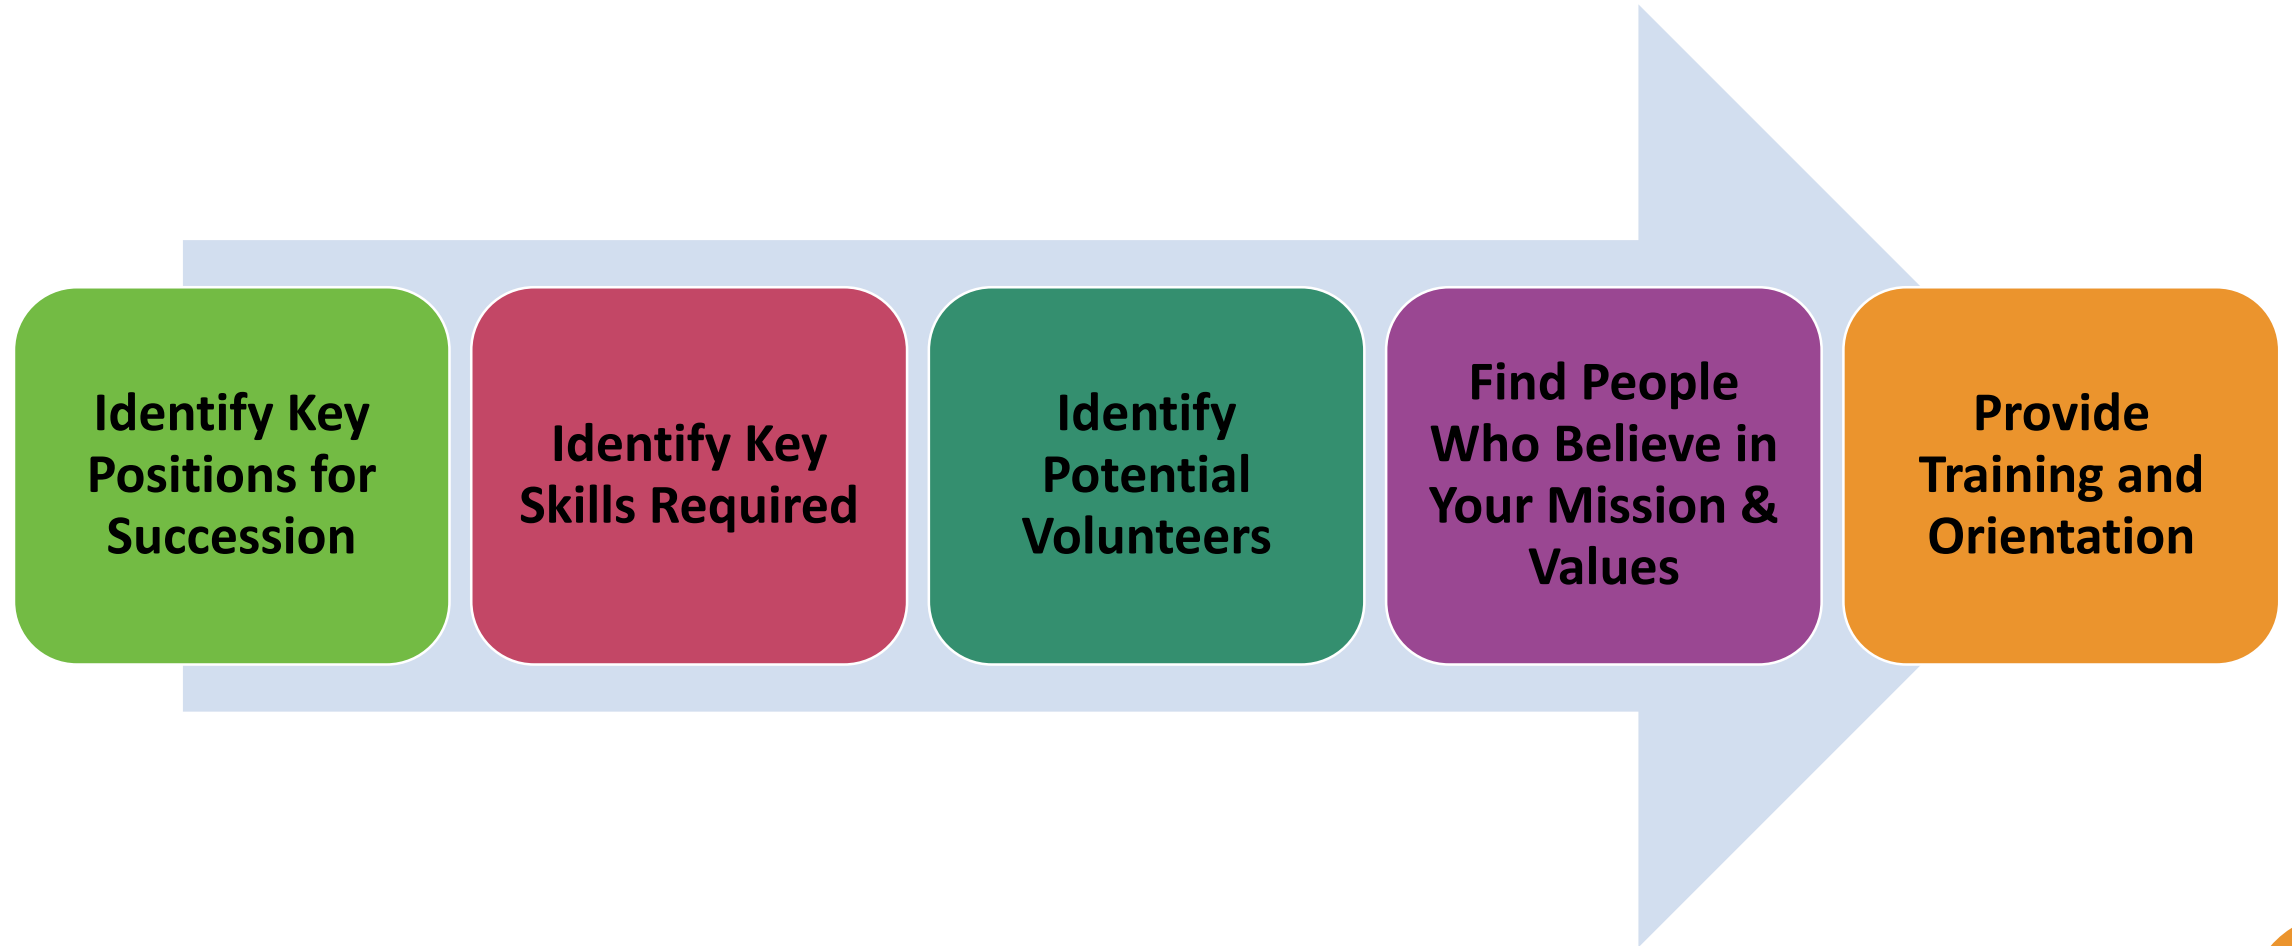 Identify Key
Positions for
Succession
Identify Key
Skills Required
Identify
Potential
Volunteers
Find People
Who Believe in
Your Mission &
Values
Provide
Training and
Orientation